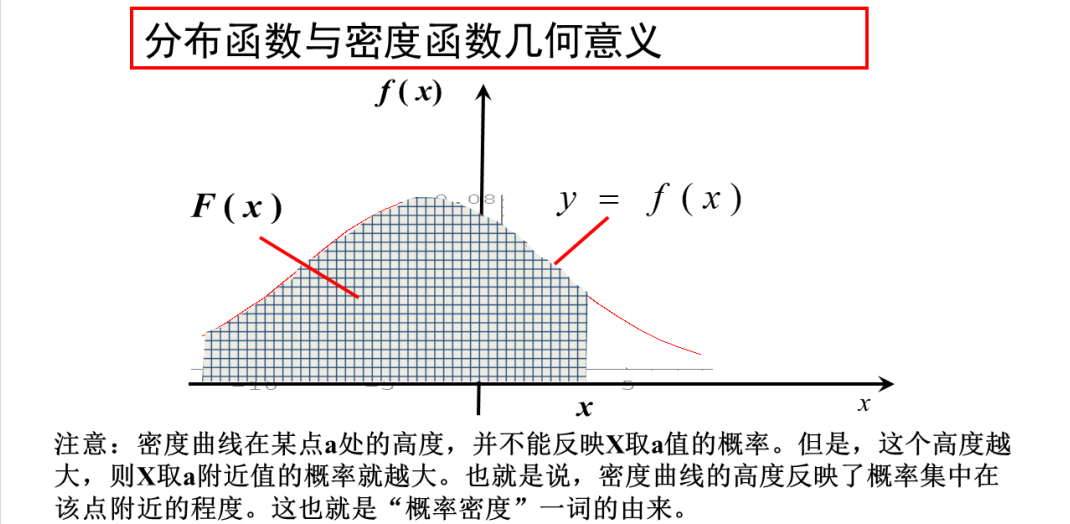 分布函数与密度函数几何意义
f ( x )
0.08
F ( x )
y = f ( x )
-10
-5
5
x
x
注意：密度曲线在某点a处的高度，并不能反映X取a值的概率。但是，这个高度越
大，则X取a附近值的概率就越大。也就是说，密度曲线的高度反映了概率集中在
该点附近的程度。这也就是“概率密度”一词的由来。